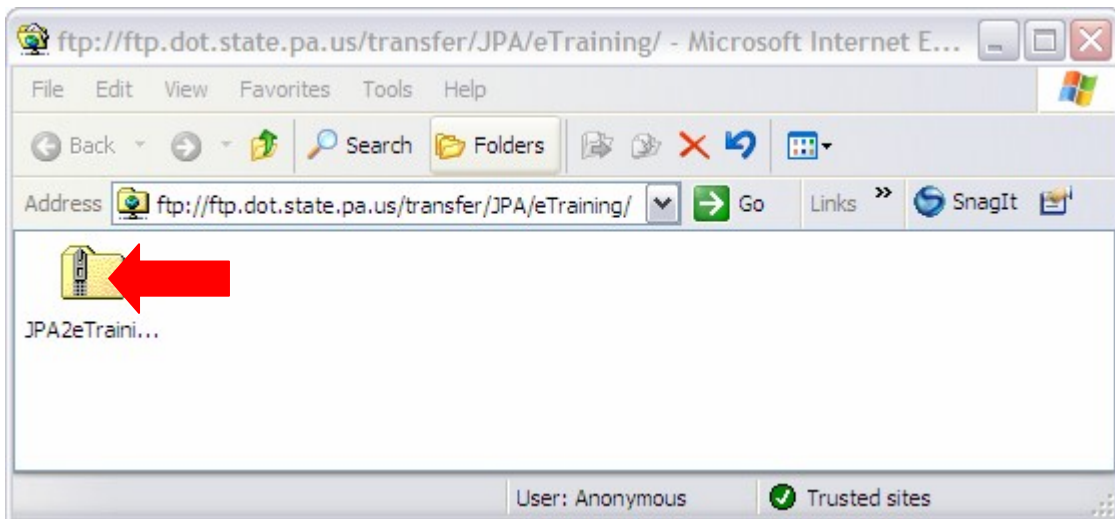 ftp://ftp.dot.state.pa.us/transfer/JPA/eTraining/ - Microsoft Internet E...
File Edit View Favorites Tools Help
Back Search Folders
Address ftp://ftp.dot.state.pa.us/transfer/JPA/eTraining/ Go Links » SnagIt
JPA2eTraini...
User: Anonymous Trusted sites